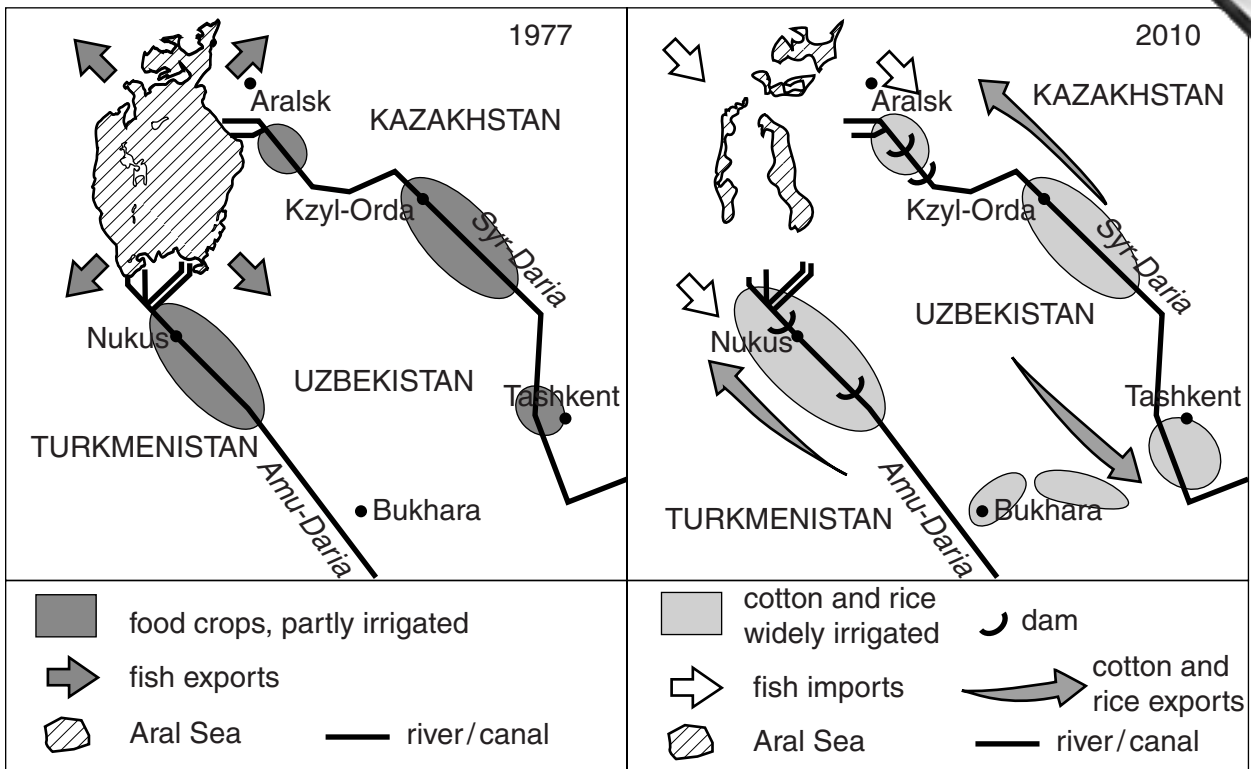 1977
Aralsk
KAZAKHSTAN
Kzyl-Orda
Syr-Daria
Nukus
UZBEKISTAN
Tashkent
TURKMENISTAN
Amu-Daria
Bukhara
food crops, partly irrigated
fish exports
Aral Sea
river/canal
2010
KAZAKHSTAN
Aralsk
Kzyl-Orda
Syr-Daria
UZBEKISTAN
Nukus
Tashkent
TURKMENISTAN
Amu-Daria
Bukhara
cotton and rice
widely irrigated
dam
fish imports
cotton and
rice exports
Aral Sea
river/canal